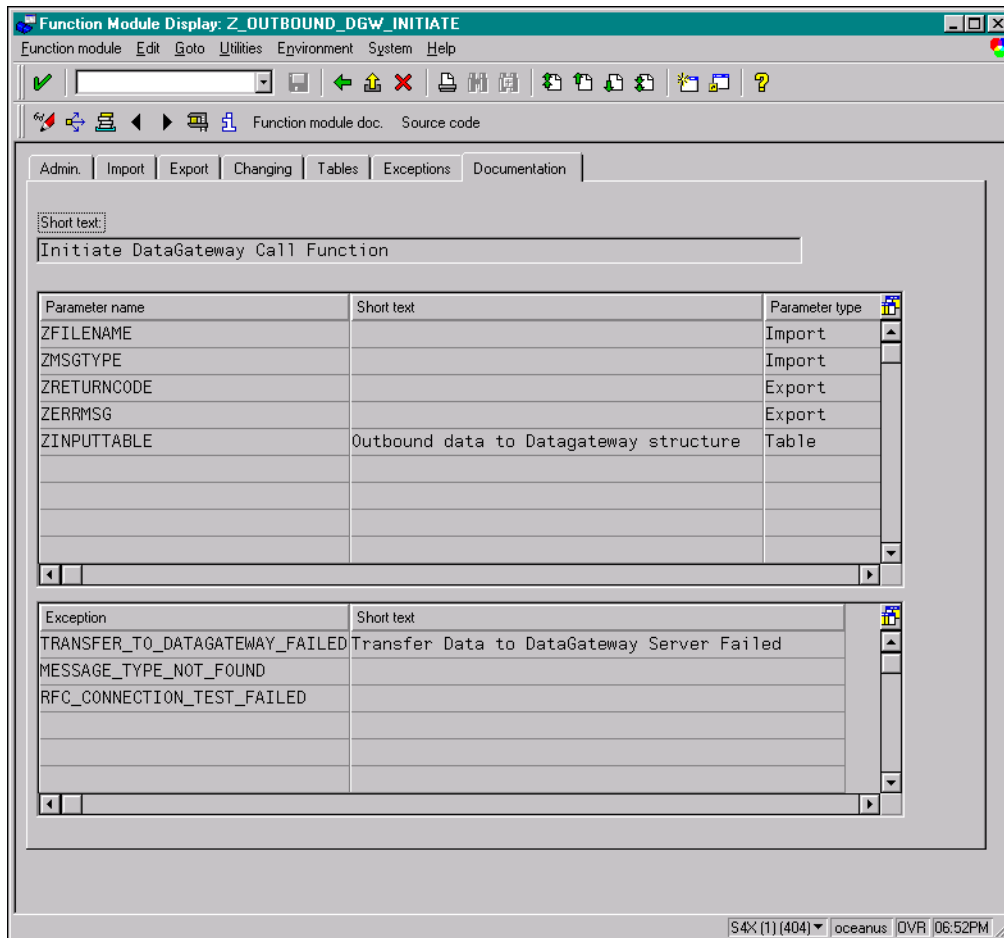 Function Module Display: Z_OUTBOUND_DGW_INITIATE
Function module Edit Goto Utilities Environment System Help
Function module doc. Source code
Admin. Import Export Changing Tables Exceptions Documentation
Short text:
Initiate DataGateway Call Function
Parameter name Short text Parameter type
ZFILENAME Import
ZMSGTYPE Import
ZRETURNCODE Export
ZERRMSG Export
ZINPUTTABLE Outbound data to Datagateway structure Table
Exception Short text
TRANSFER_TO_DATAGATEWAY_FAILED Transfer Data to DataGateway Server Failed
MESSAGE_TYPE_NOT_FOUND
RFC_CONNECTION_TEST_FAILED
S4X (1) (404) oceanus OVR 06:52PM